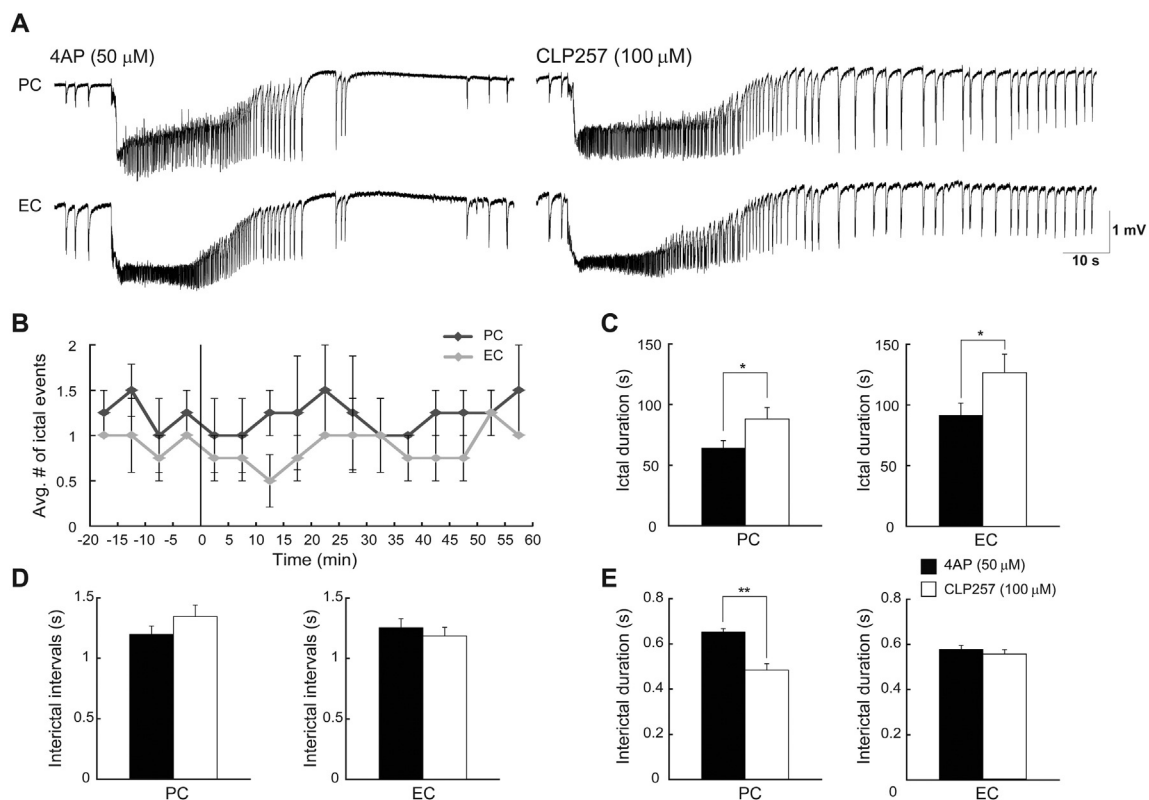 A
4AP (50 μM)
CLP257 (100 μM)
PC
EC
1 mV
10 s
B
PC
EC
Avg. # of ictal events
2
1.5
1
0.5
0
-20 -15 -10 -5 0 5 10 15 20 25 30 35 40 45 50 55 60
Time (min)
C
Ictal duration (s)
150
100
50
0
*
PC
Ictal duration (s)
150
100
50
0
*
EC
D
Interictal intervals (s)
1.5
1
0.5
0
PC
Interictal intervals (s)
1.5
1
0.5
0
EC
E
4AP (50 μM)
CLP257 (100 μM)
Interictal duration (s)
0.8
0.6
0.4
0.2
0
**
PC
Interictal duration (s)
0.8
0.6
0.4
0.2
0
EC